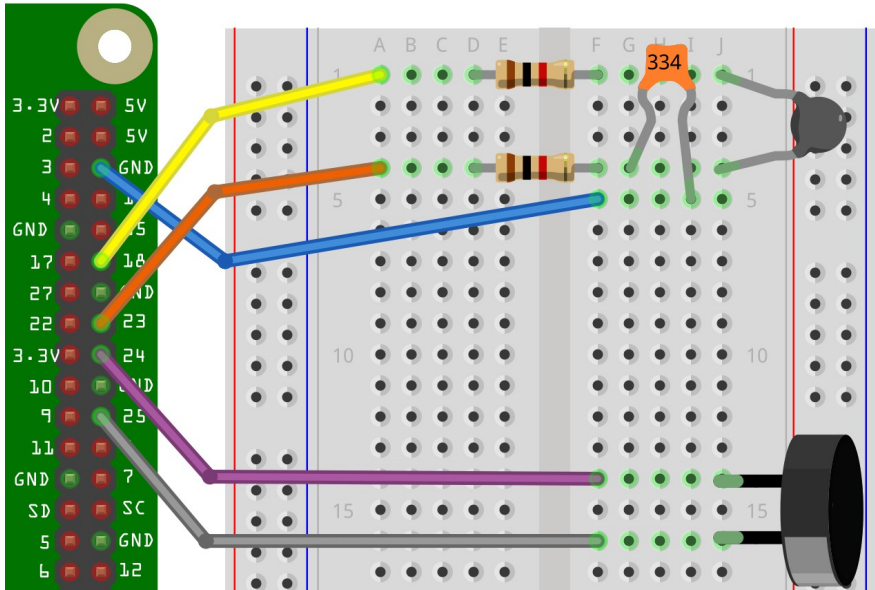 A B C D E F G H I J
334
1 1
3.3V 5V
2 5V
3 GND
4 1
5 5
GND 15
17 18
27 GND
22 23
3.3V 24
10 10
10 GND
9 25
11
GND 7
15 15
SD SC
5 GND
6 12